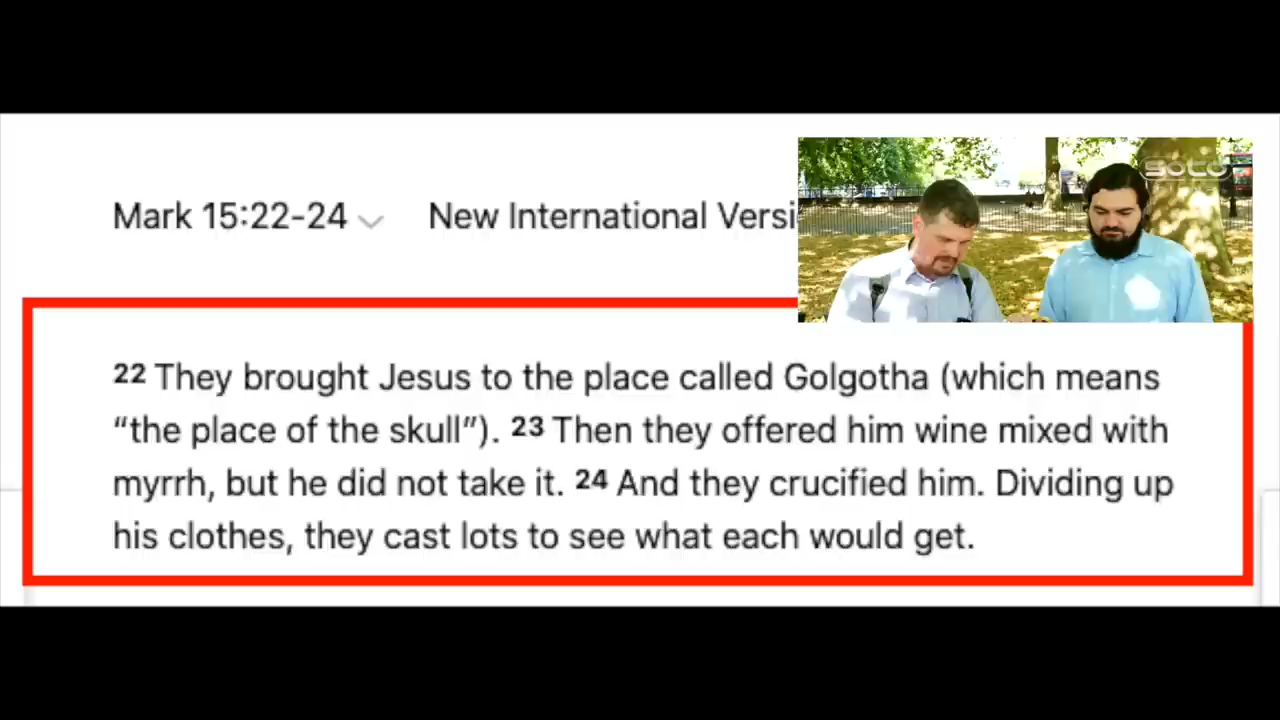 Mark 15:22-24 New International Versi
soco
22 They brought Jesus to the place called Golgotha (which means
“the place of the skull”). 23 Then they offered him wine mixed with
myrrh, but he did not take it. 24 And they crucified him. Dividing up
his clothes, they cast lots to see what each would get.